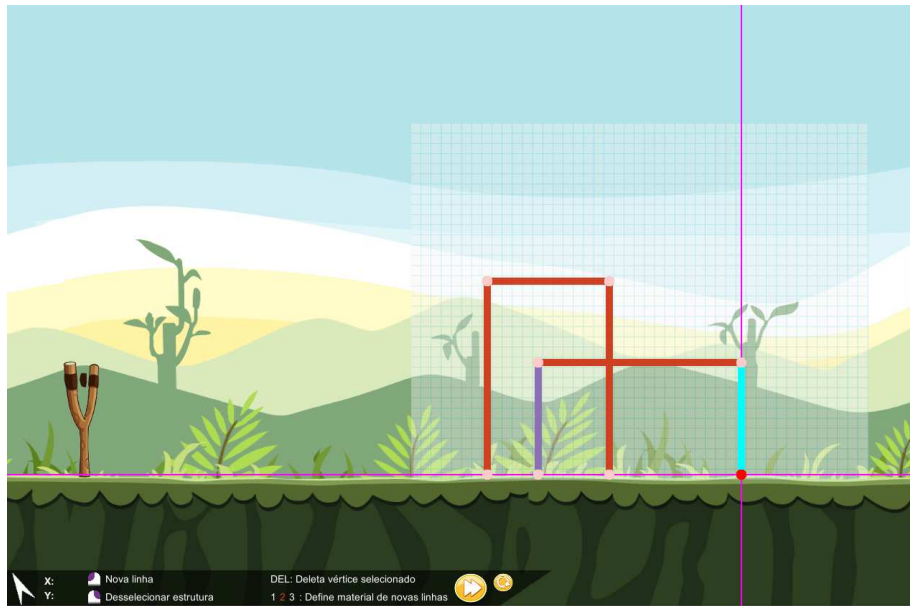 X:
Nova linha
DEL: Deleta vértice selecionado
Y:
Desselecionar estrutura
1 2 3 : Define material de novas linhas